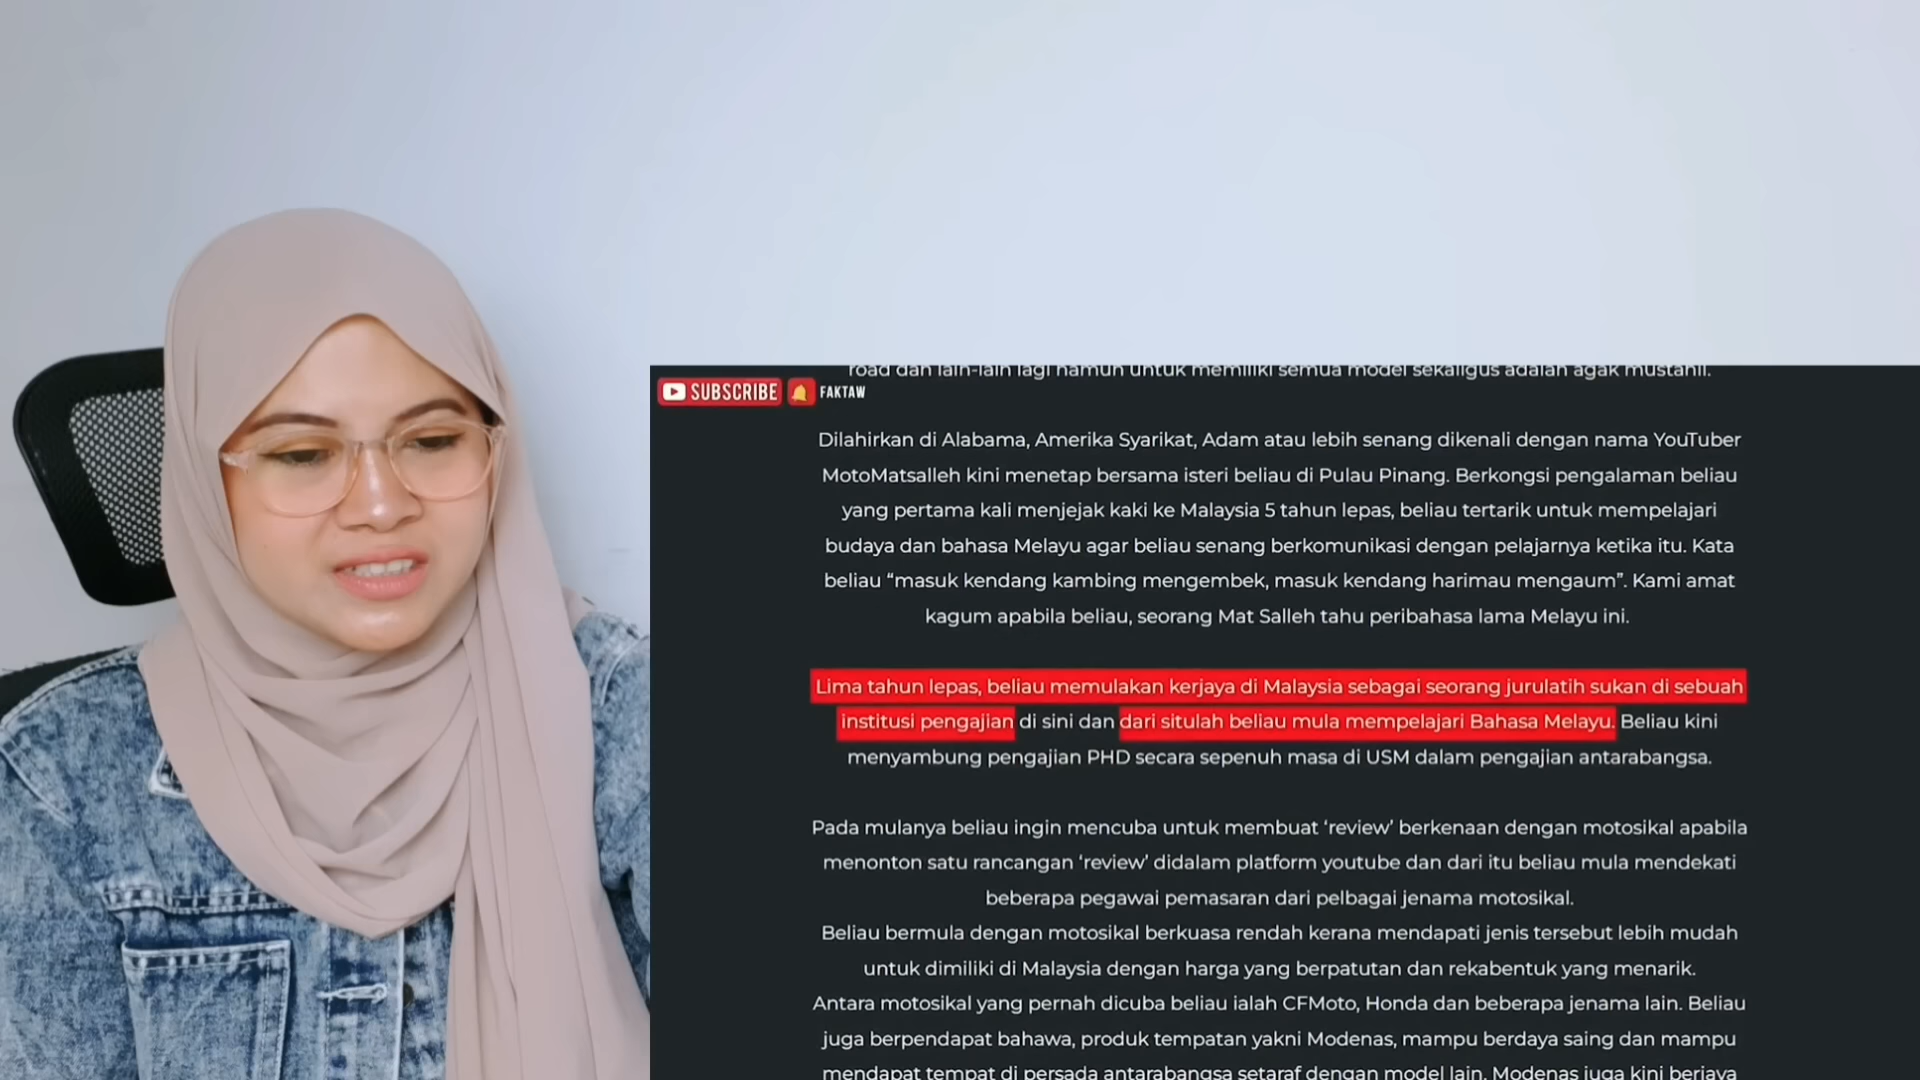 road dan lain-lain lagi namun untuk memiliki semua model sekaligus adalah agak mustahil.
SUBSCRIBE FAKTAW
Dilahirkan di Alabama, Amerika Syarikat, Adam atau lebih senang dikenali dengan nama YouTuber
MotoMatsalleh kini menetap bersama isteri beliau di Pulau Pinang. Berkongsi pengalaman beliau
yang pertama kali menjejak kaki ke Malaysia 5 tahun lepas, beliau tertarik untuk mempelajari
budaya dan bahasa Melayu agar beliau senang berkomunikasi dengan pelajarnya ketika itu. Kata
beliau “masuk kendang kambing mengembek, masuk kendang harimau mengaum”. Kami amat
kagum apabila beliau, seorang Mat Salleh tahu peribahasa lama Melayu ini.
Lima tahun lepas, beliau memulakan kerjaya di Malaysia sebagai seorang jurulatih sukan di sebuah
institusi pengajian di sini dan dari situlah beliau mula mempelajari Bahasa Melayu. Beliau kini
menyambung pengajian PHD secara sepenuh masa di USM dalam pengajian antarabangsa.
Pada mulanya beliau ingin mencuba untuk membuat ‘review’ berkenaan dengan motosikal apabila
menonton satu rancangan ‘review’ didalam platform youtube dan dari itu beliau mula mendekati
beberapa pegawai pemasaran dari pelbagai jenama motosikal.
Beliau bermula dengan motosikal berkuasa rendah kerana mendapati jenis tersebut lebih mudah
untuk dimiliki di Malaysia dengan harga yang berpatutan dan rekabentuk yang menarik.
Antara motosikal yang pernah dicuba beliau ialah CFMoto, Honda dan beberapa jenama lain. Beliau
juga berpendapat bahawa, produk tempatan yakni Modenas, mampu berdaya saing dan mampu
mendapat tempat di persada antarabangsa setaraf dengan model lain. Modenas juga kini berjaya